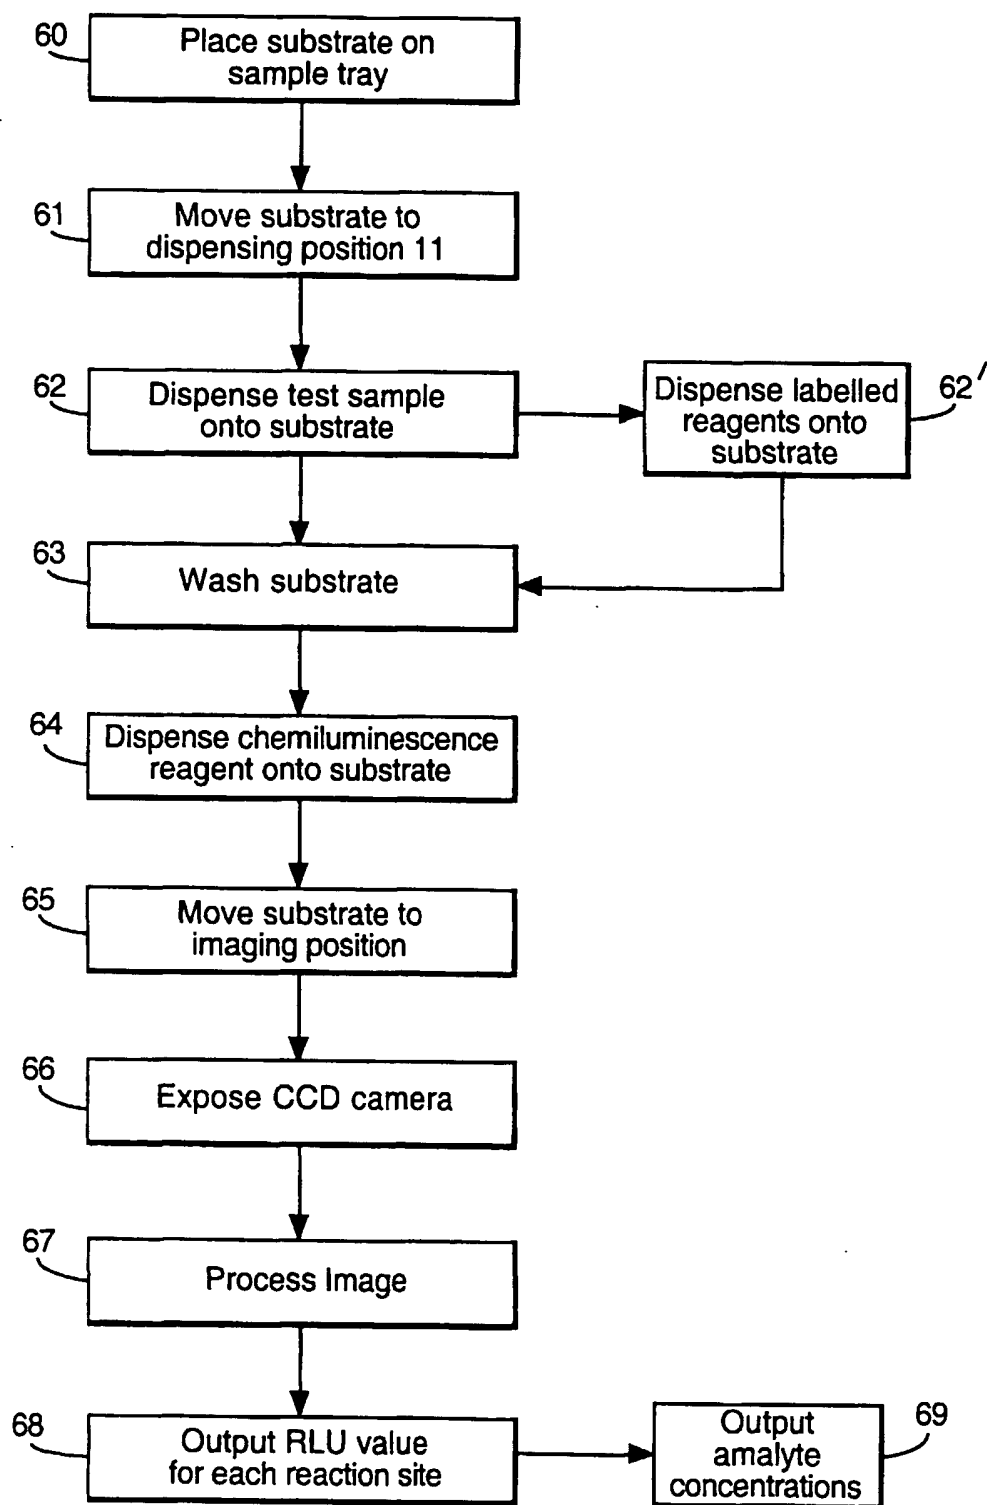 60
Place substrate on
sample tray
61
Move substrate to
dispensing position 11
62
Dispense test sample
onto substrate
Dispense labelled
reagents onto
substrate
62'
63
Wash substrate
64
Dispense chemiluminescence
reagent onto substrate
65
Move substrate to
imaging position
66
Expose CCD camera
67
Process Image
68
Output RLU value
for each reaction site
Output
amalyte
concentrations
69